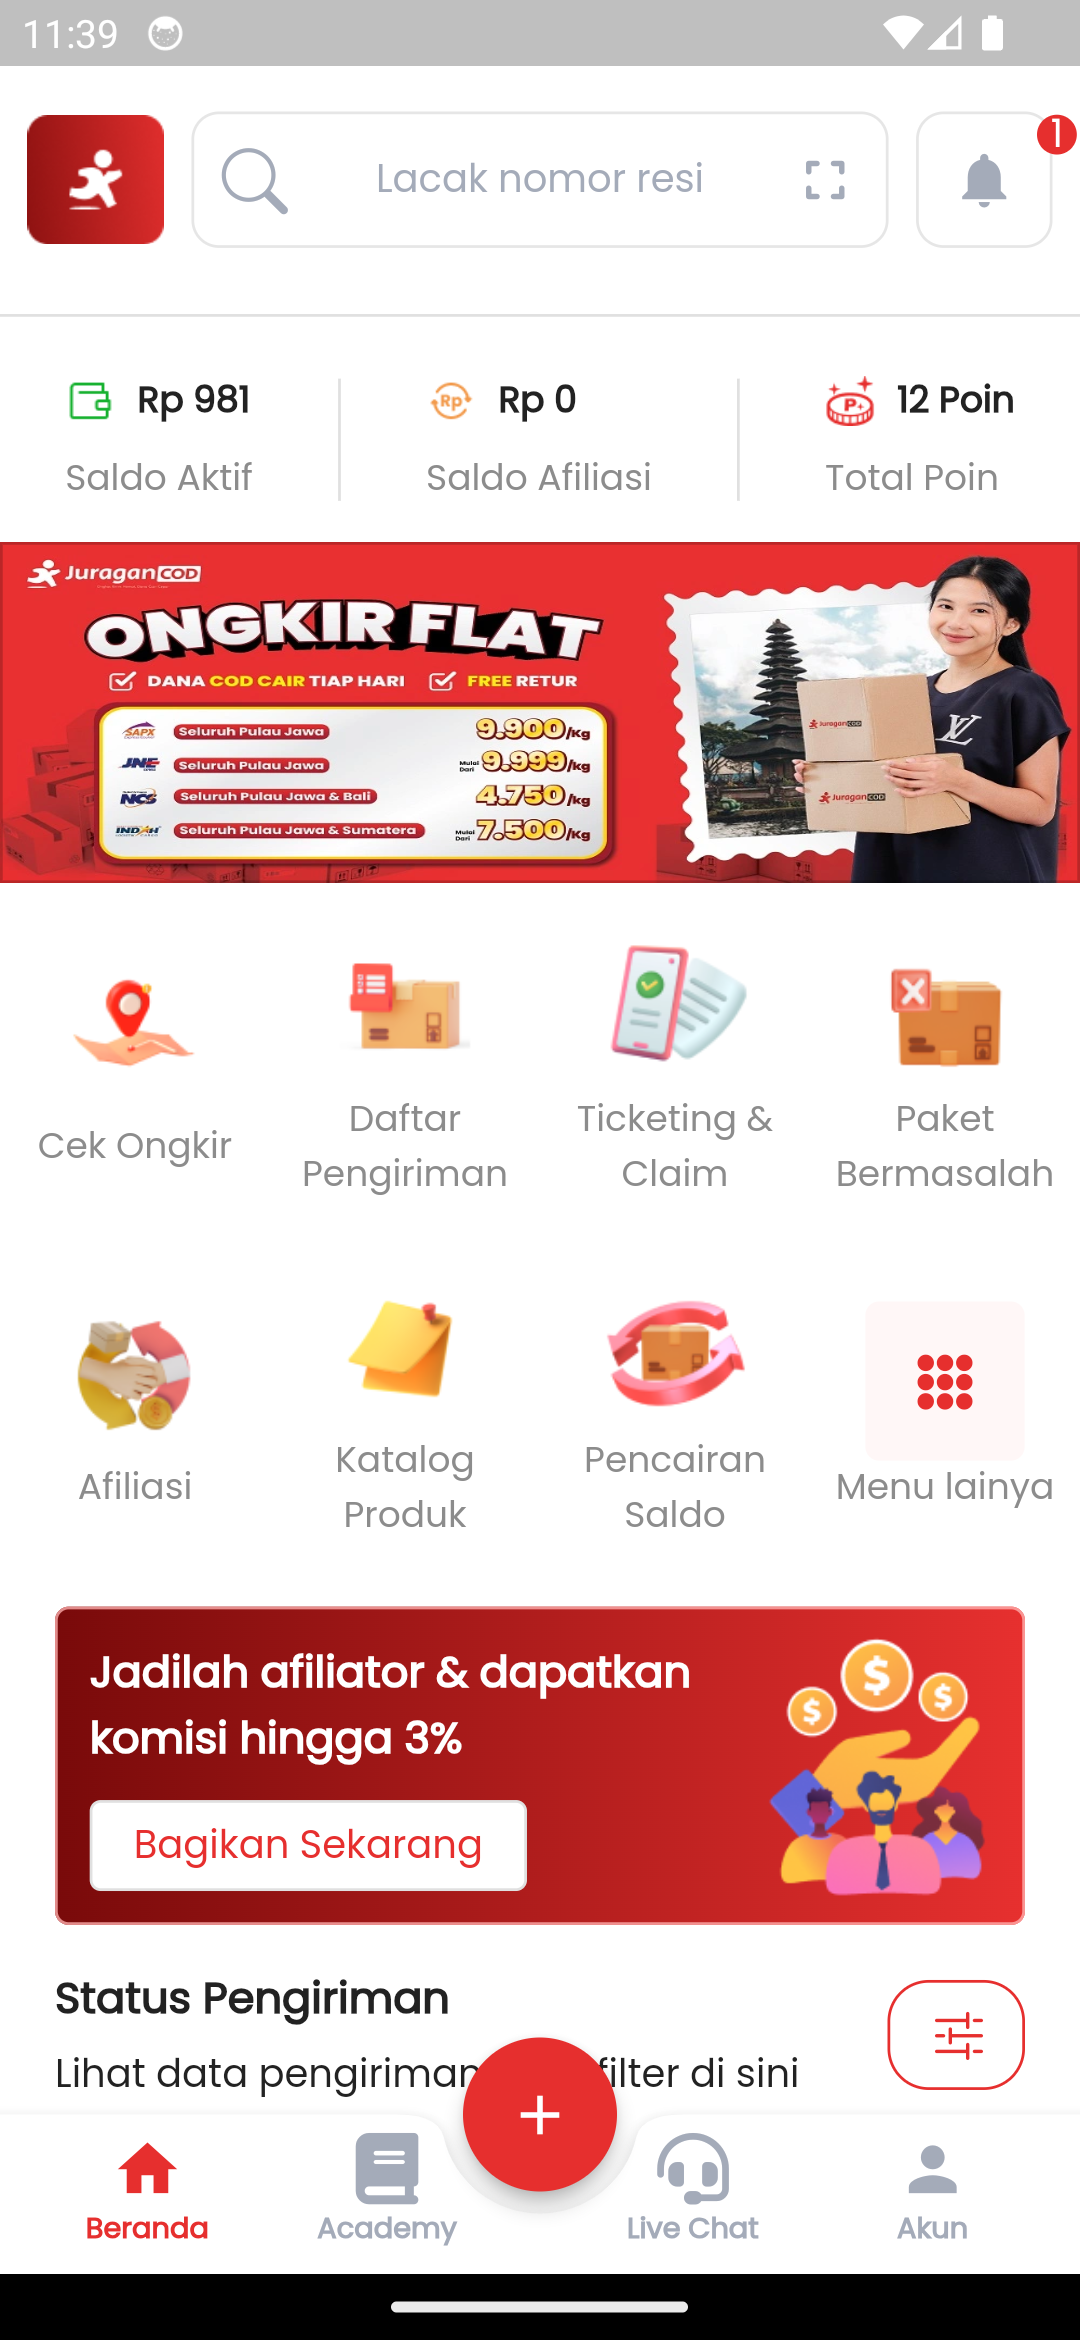 11:39
Lacak nomor resi
1
Rp 981
Rp 0
12 Poin
Saldo Aktif
Saldo Afiliasi
Total Poin
JuraganCOD
ONGKIR FLAT
DANA COD CAIR TIAP HARI
FREE RETUR
SAPX Seluruh Pulau Jawa 9.900/Kg
JNE Seluruh Pulau Jawa Mulai Dari 9.999/kg
NCS Seluruh Pulau Jawa & Bali 4.750/kg
INDAH Seluruh Pulau Jawa & Sumatera Mulai Dari 7.500/Kg
JuraganCOD
JuraganCOD
Cek Ongkir
Daftar
Pengiriman
Ticketing &
Claim
Paket
Bermasalah
Afiliasi
Katalog
Produk
Pencairan
Saldo
Menu lainya
Jadilah afiliator & dapatkan
komisi hingga 3%
Bagikan Sekarang
Status Pengiriman
Lihat data pengiriman filter di sini
Beranda
Academy
Live Chat
Akun